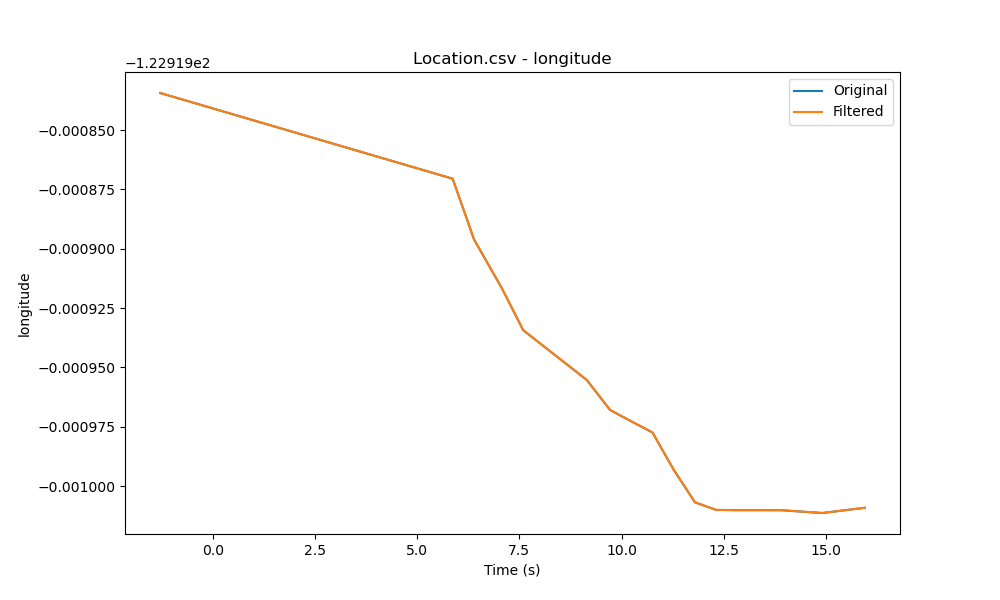 Location.csv - longitude
−1.22919e2
Original
Filtered
−0.000850
−0.000875
−0.000900
−0.000925
−0.000950
−0.000975
−0.001000
longitude
0.0 2.5 5.0 7.5 10.0 12.5 15.0
Time (s)